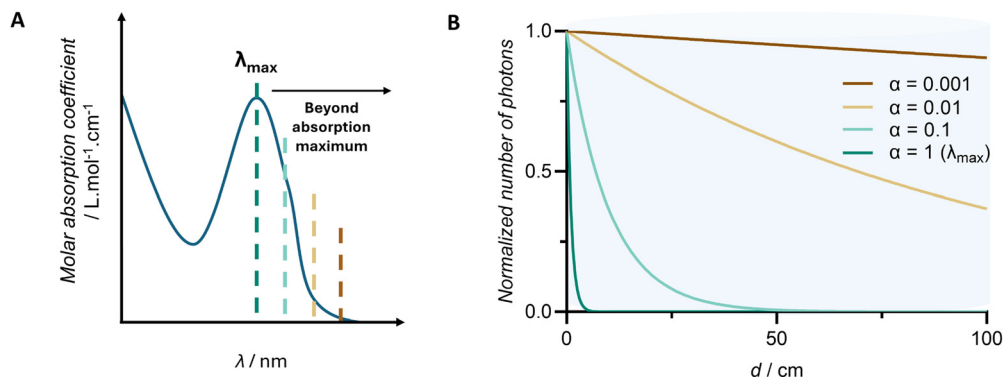 A
Molar absorption coefficient
/ L.mol⁻¹.cm⁻¹
λmax
Beyond
absorption
maximum
λ / nm
B
Normalized number of photons
1.0
0.5
0.0
α = 0.001
α = 0.01
α = 0.1
α = 1 (λmax)
0
50
100
d / cm